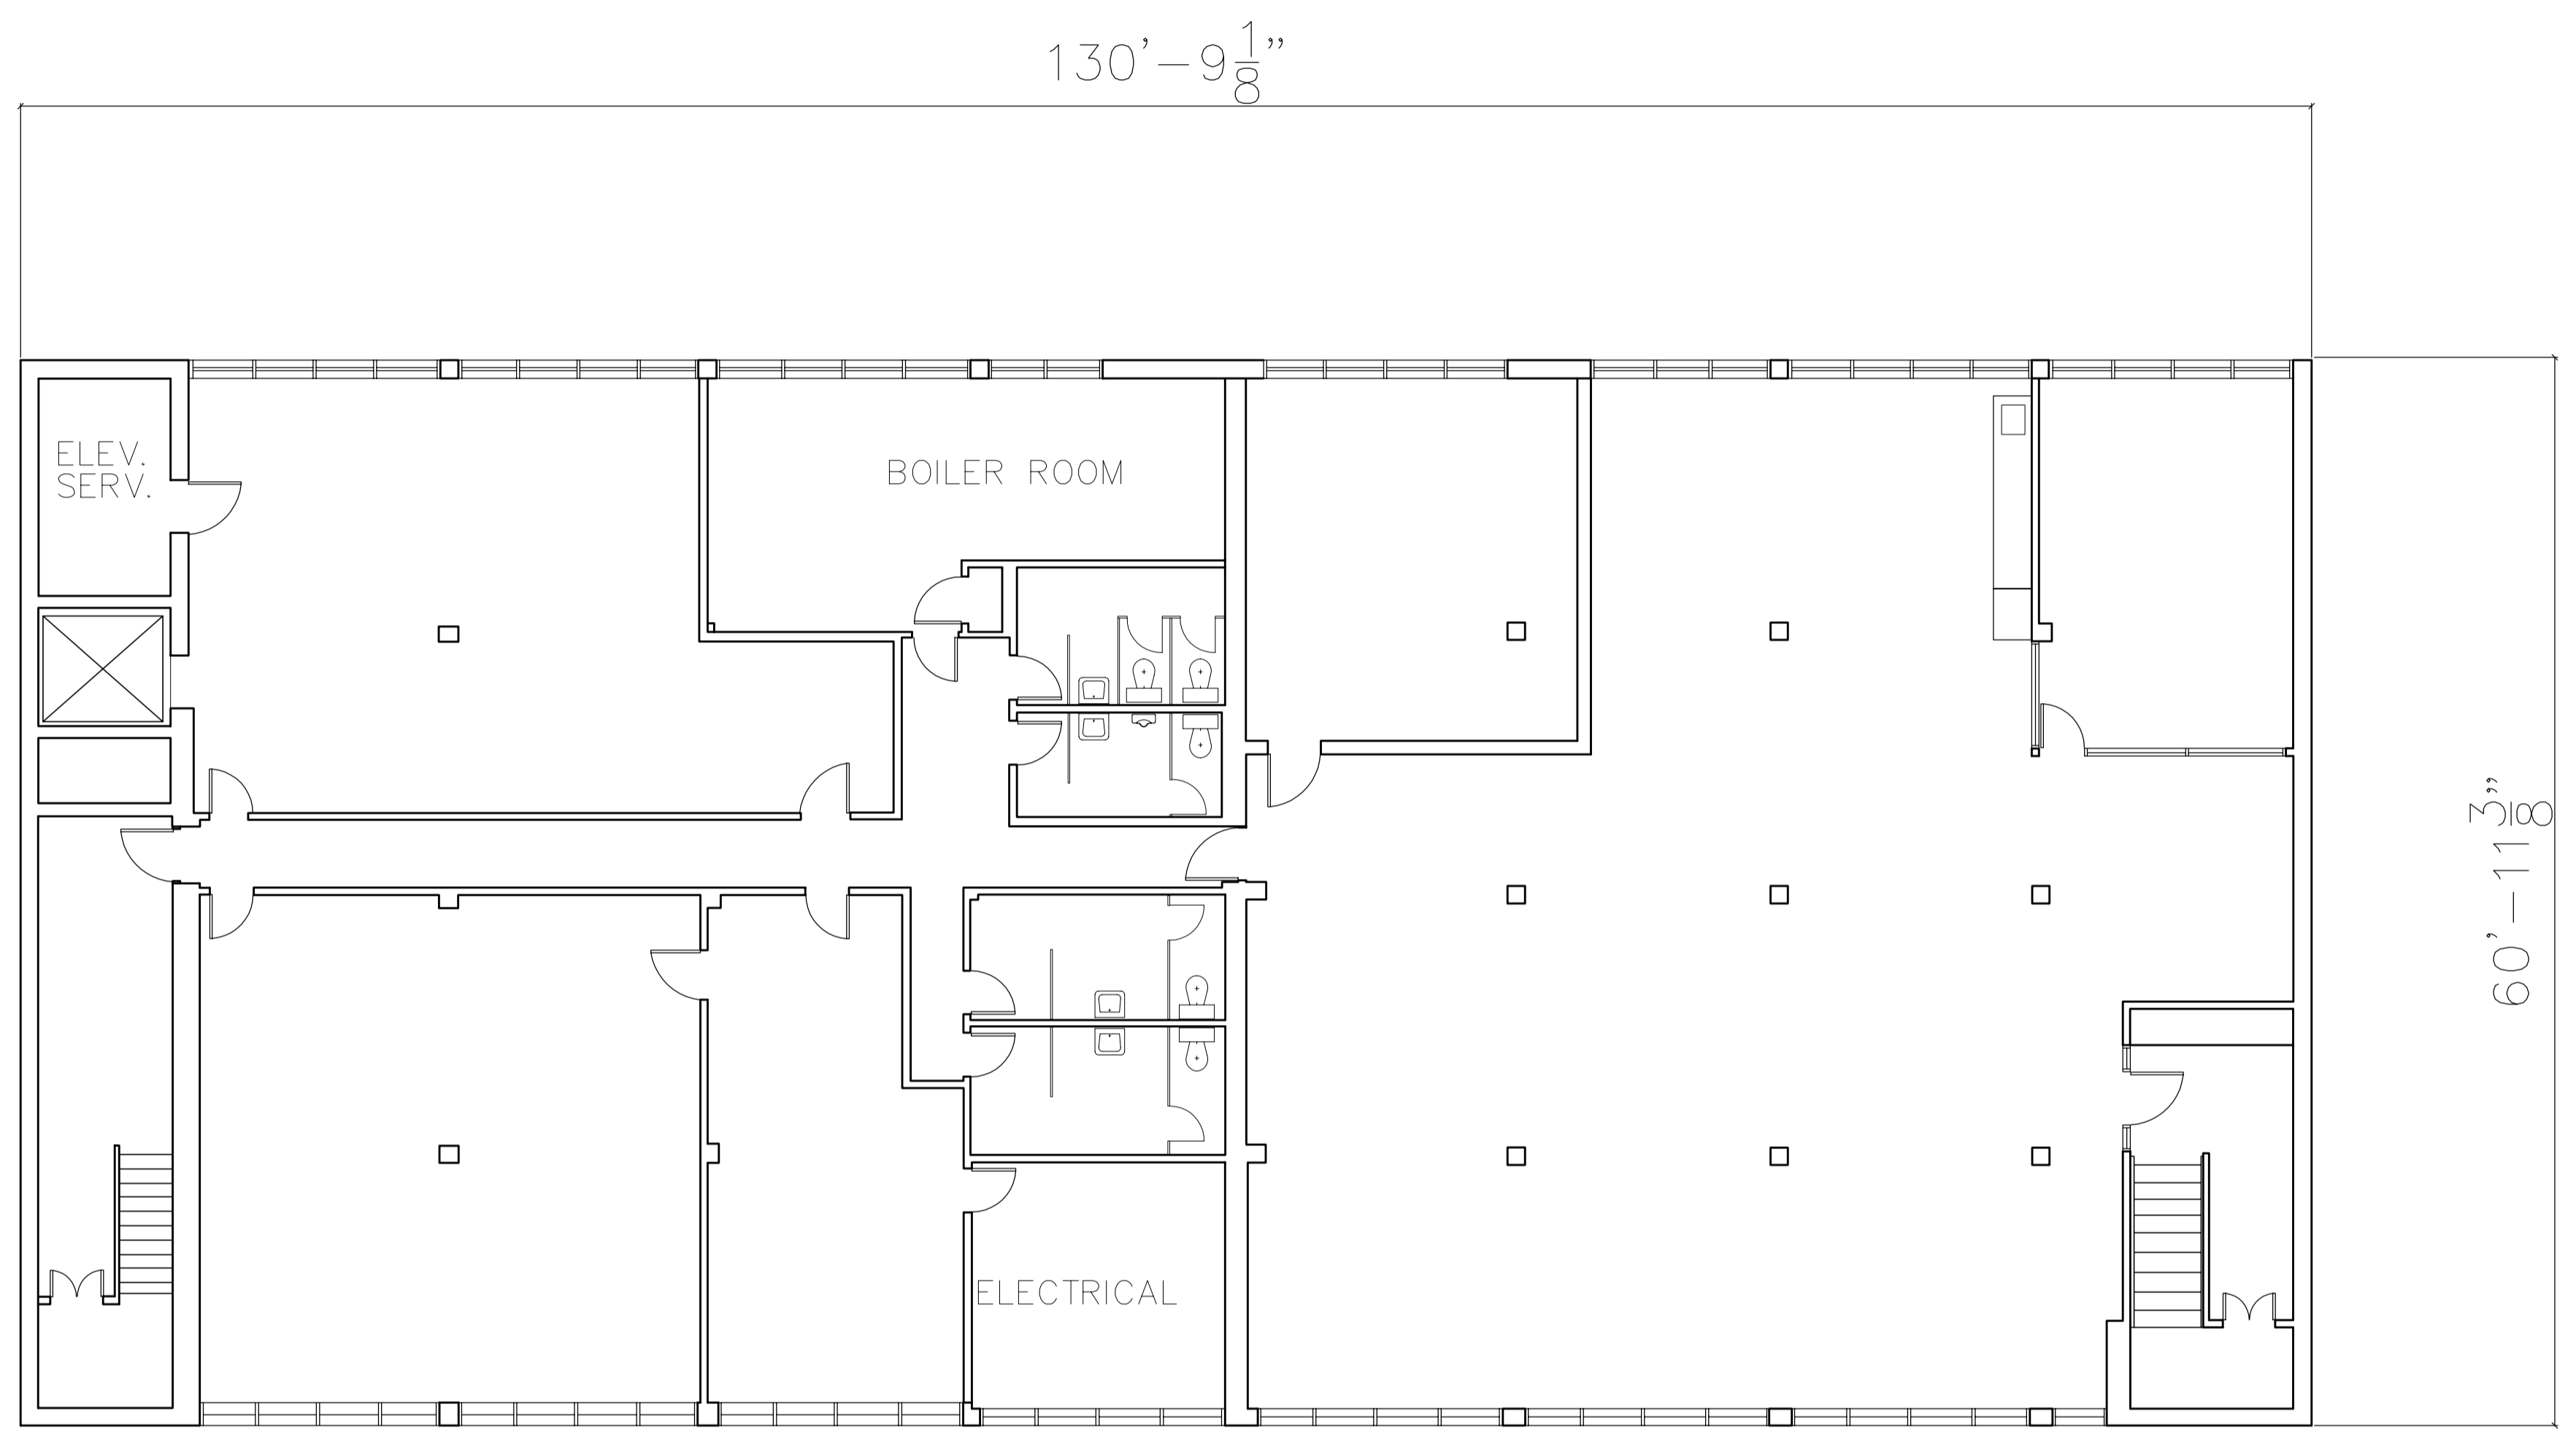 130'-9 1/8"
ELEV.
SERV.
BOILER ROOM
60'-11 3/8"
ELECTRICAL